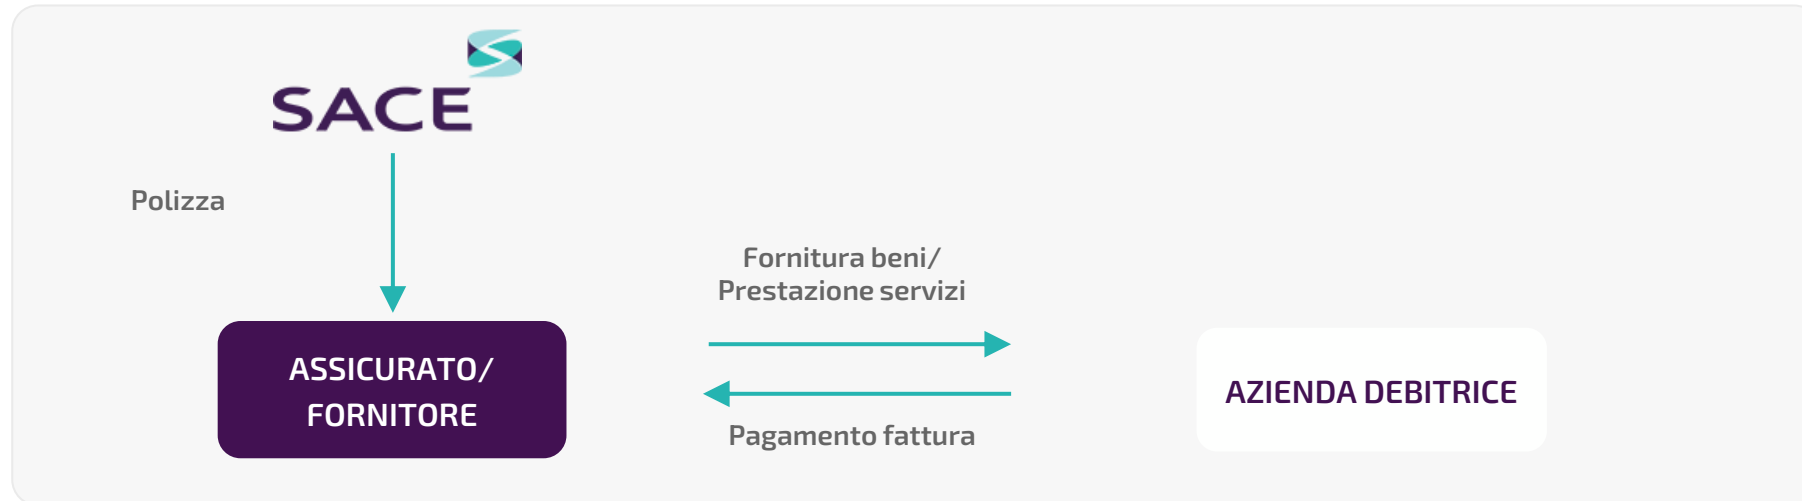 SACE
Polizza
Fornitura beni/
Prestazione servizi
ASSICURATO/
FORNITORE
AZIENDA DEBITRICE
Pagamento fattura